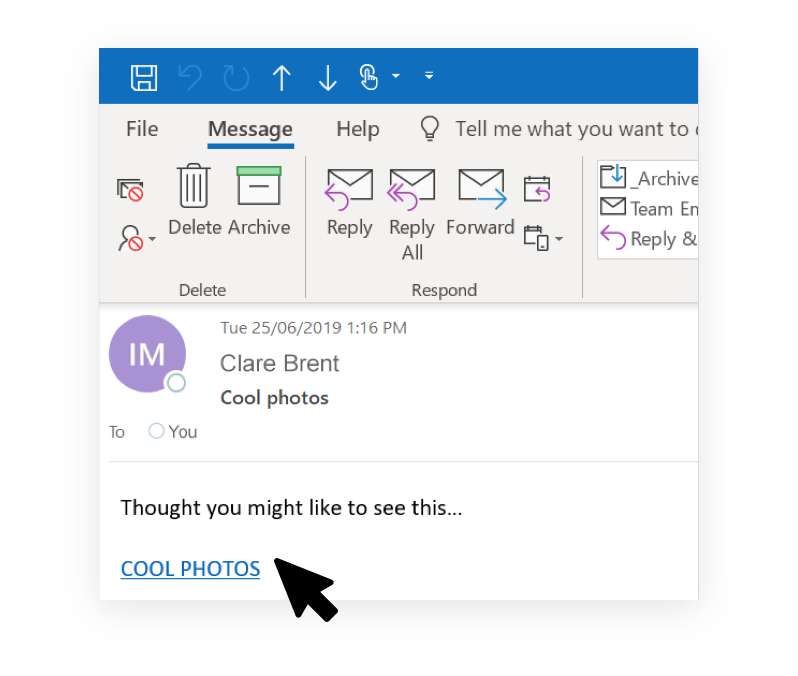 File Message Help Tell me what you want to
Delete Archive Reply Reply All Forward
_Archive
Team
Reply &
Delete Respond
IM
Tue 25/06/2019 1:16 PM
Clare Brent
Cool photos
To You
Thought you might like to see this...
COOL PHOTOS